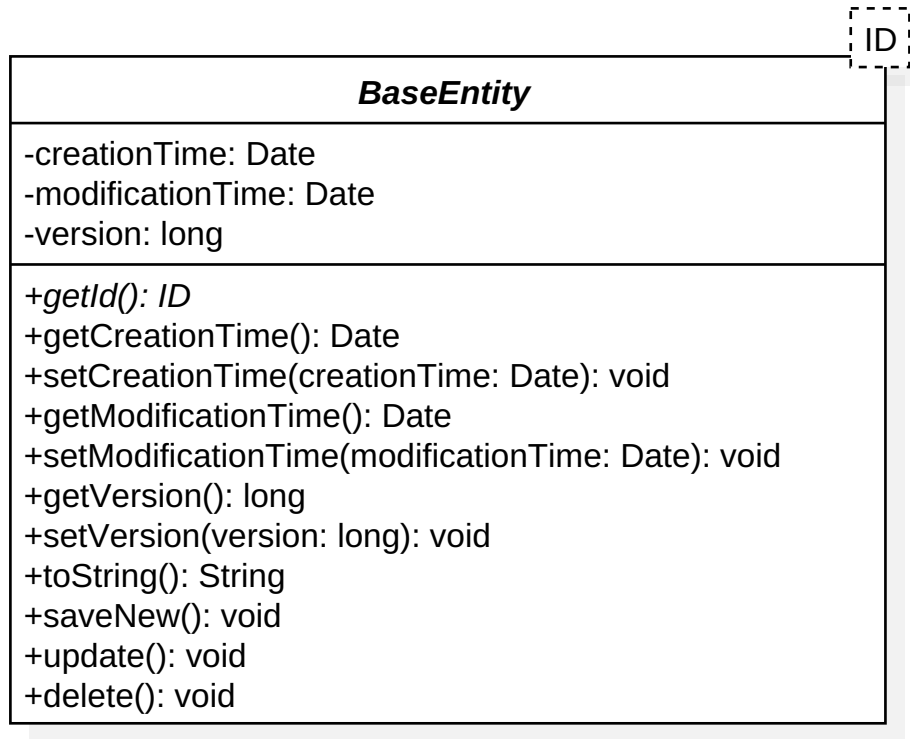 ID
BaseEntity
-creationTime: Date
-modificationTime: Date
-version: long
+getId(): ID
+getCreationTime(): Date
+setCreationTime(creationTime: Date): void
+getModificationTime(): Date
+setModificationTime(modificationTime: Date): void
+getVersion(): long
+setVersion(version: long): void
+toString(): String
+saveNew(): void
+update(): void
+delete(): void